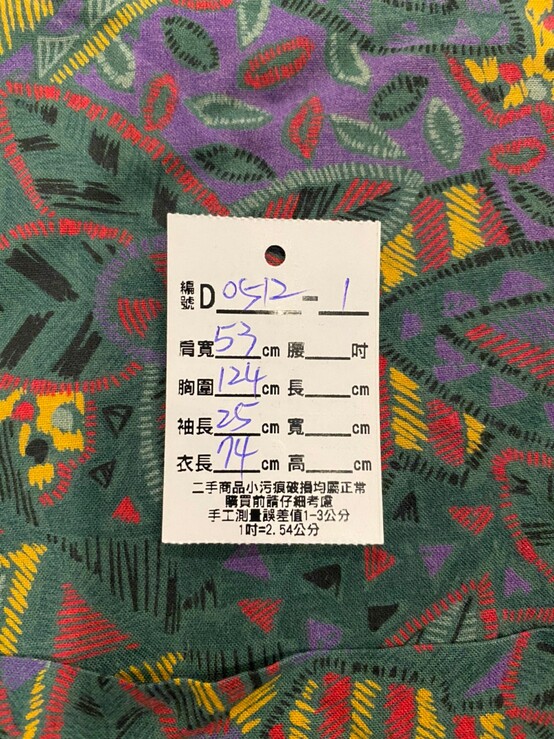 編號D 0512-1
肩寬 53 cm 腰____吋
胸圍 124 cm 長____cm
袖長 25 cm 寬____cm
衣長 74 cm 高____cm
二手商品小污痕破損均屬正常
購買前請仔細考慮
手工測量誤差值1-3公分
1吋=2.54公分